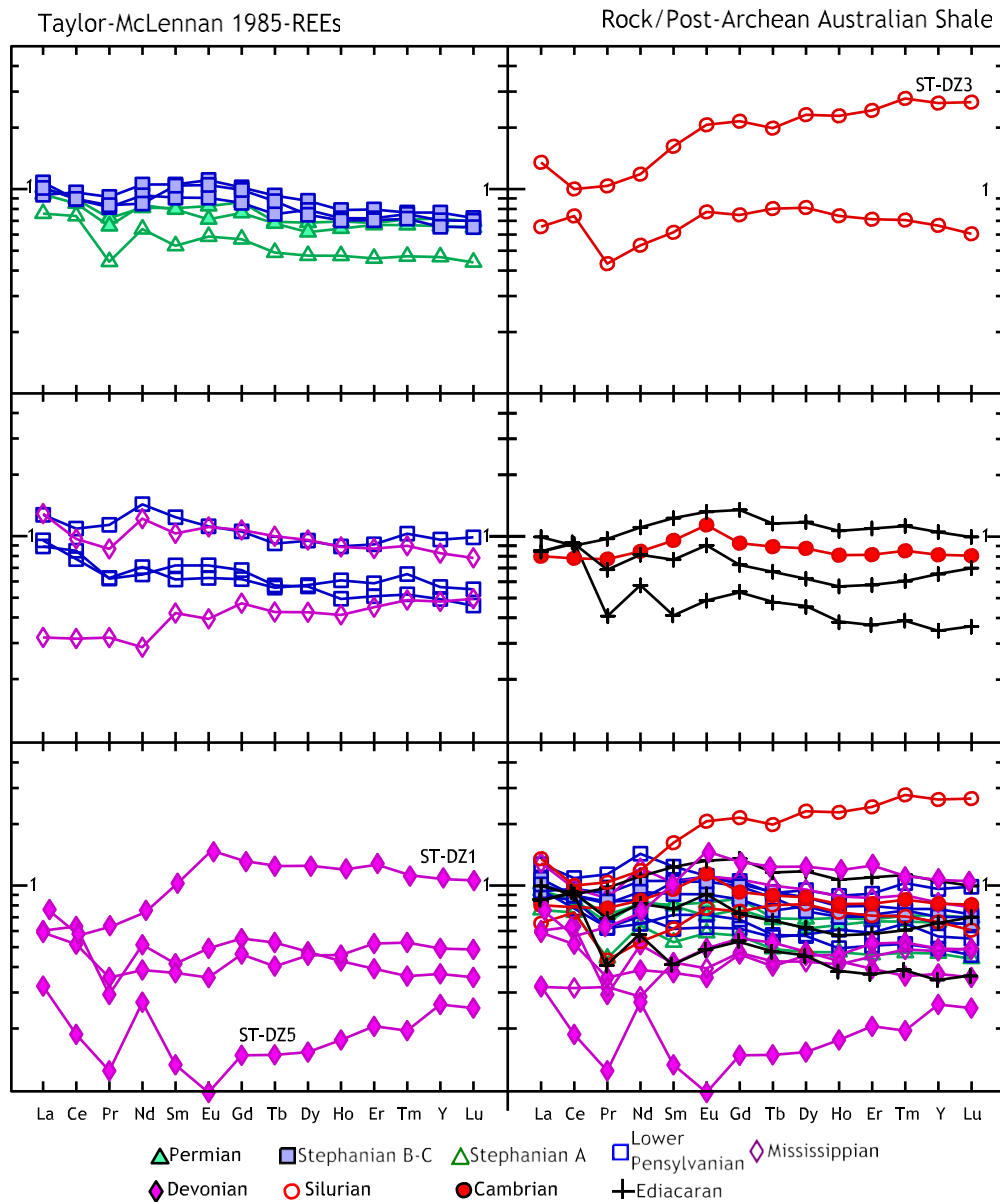 Taylor-McLennan 1985-REEs Rock/Post-Archean Australian Shale
ST-DZ3
1 1
1 1
ST-DZ1
1 1
ST-DZ5
La Ce Pr Nd Sm Eu Gd Tb Dy Ho Er Tm Y Lu La Ce Pr Nd Sm Eu Gd Tb Dy Ho Er Tm Y Lu
Permian Stephanian B-C Stephanian A Lower Pensylvanian Mississippian
Devonian Silurian Cambrian Ediacaran